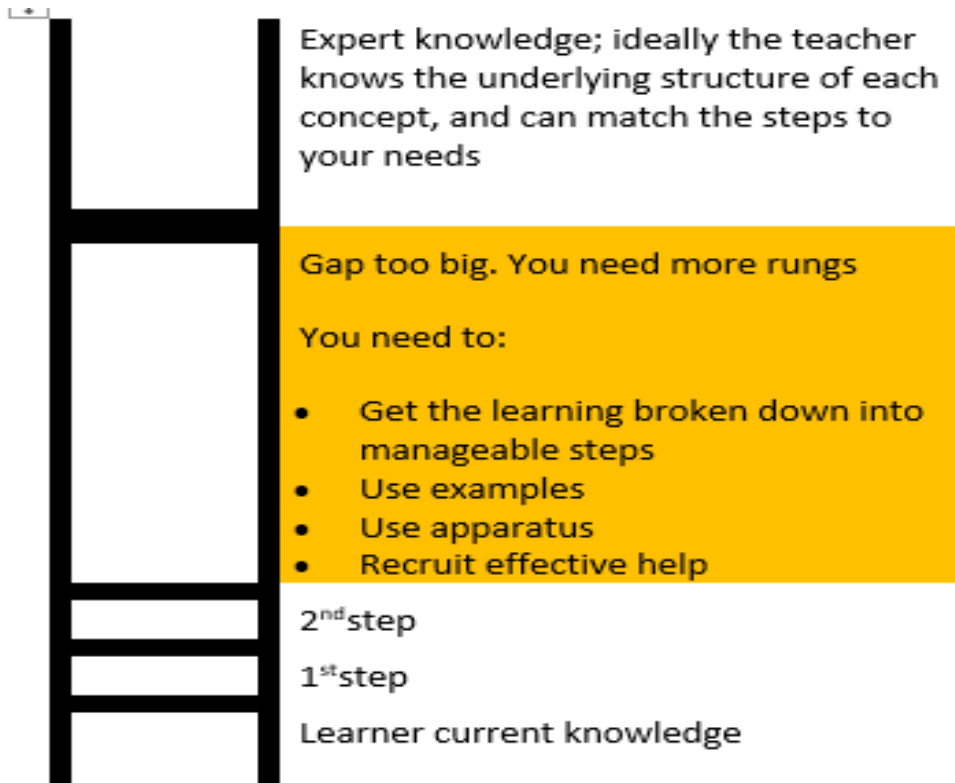 Expert knowledge; ideally the teacher
knows the underlying structure of each
concept, and can match the steps to
your needs
Gap too big. You need more rungs
You need to:
• Get the learning broken down into
manageable steps
• Use examples
• Use apparatus
• Recruit effective help
2ⁿᵈstep
1ˢᵗstep
Learner current knowledge